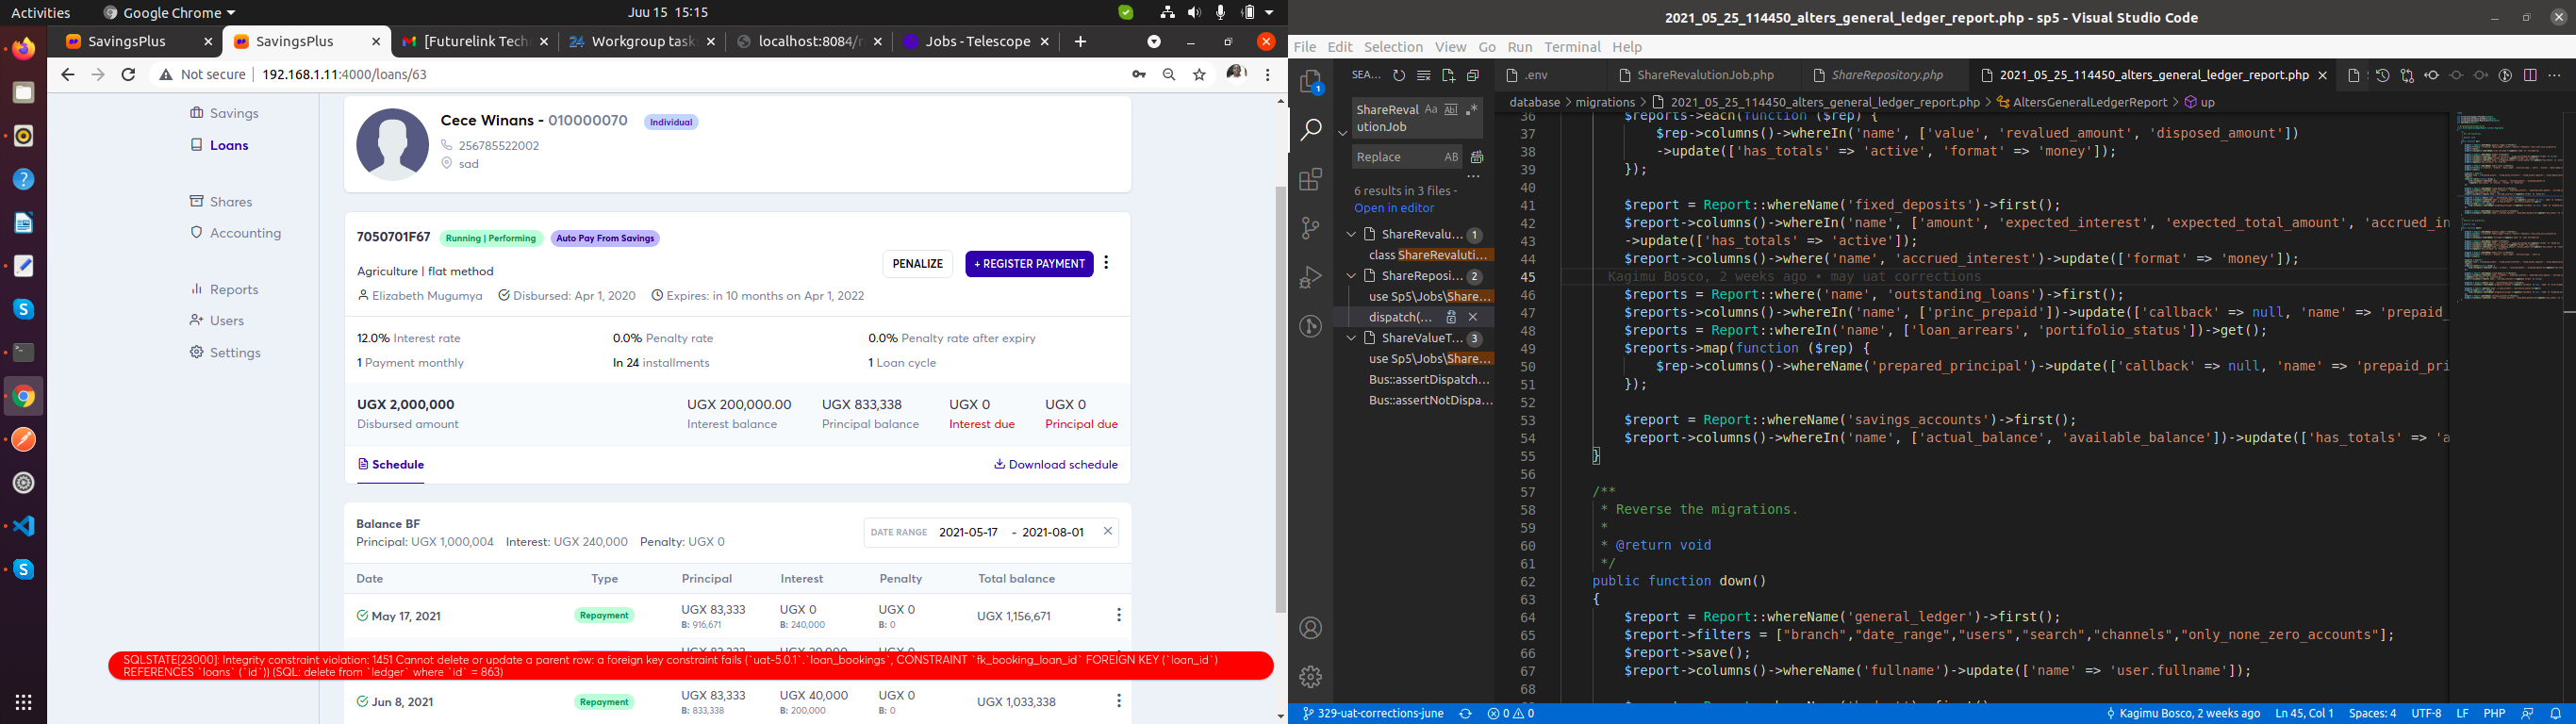 Activities
Google Chrome
Juu 15 15:15
SavingsPlus
SavingsPlus
[Futurelink Tech
Workgroup task
localhost:8084/r
Jobs - Telescope
Not secure
192.168.1.11:4000/loans/63
Savings
Loans
Shares
Accounting
Reports
Users
Settings
Cece Winans - 010000070
Individual
256785522002
sad
7050701F67
Running | Performing
Auto Pay From Savings
PENALIZE
+ REGISTER PAYMENT
Agriculture | flat method
Elizabeth Mugumya
Disbursed: Apr 1, 2020
Expires: in 10 months on Apr 1, 2022
12.0% Interest rate
0.0% Penalty rate
0.0% Penalty rate after expiry
1 Payment monthly
In 24 installments
1 Loan cycle
UGX 2,000,000
UGX 200,000.00
UGX 833,338
UGX 0
UGX 0
Disbursed amount
Interest balance
Principal balance
Interest due
Principal due
Schedule
Download schedule
Balance BF
Principal: UGX 1,000,004 Interest: UGX 240,000 Penalty: UGX 0
DATE RANGE 2021-05-17 - 2021-08-01
Date Type Principal Interest Penalty Total balance
May 17, 2021 Repayment UGX 83,333 UGX 0 UGX 0 UGX 1,156,671
B: 916,671 B: 240,000 B: 0
SQLSTATE[23000]: Integrity constraint violation: 1451 Cannot delete or update a parent row: a foreign key constraint fails (`uat-5.0.1`.`loan_bookings`, CONSTRAINT `fk_booking_loan_id` FOREIGN KEY (`loan_id`)
REFERENCES `loans` (`id`)) (SQL: delete from `ledger` where `id` = 863)
Jun 8, 2021 Repayment UGX 83,333 UGX 40,000 UGX 0 UGX 1,033,338
B: 833,338 B: 200,000 B: 0
2021_05_25_114450_alters_general_ledger_report.php - sp5 - Visual Studio Code
File Edit Selection View Go Run Terminal Help
SEA...
.env
ShareRevalutionJob.php
ShareRepository.php
2021_05_25_114450_alters_general_ledger_report.php
database > migrations > 2021_05_25_114450_alters_general_ledger_report.php > AltersGeneralLedgerReport > up
1
ShareReval
utionJob
Replace
AB
6 results in 3 files -
Open in editor
ShareRevalu... 1
class ShareRevaluti...
ShareReposi... 2
use Sp5\Jobs\Share...
dispatch(...
ShareValueT... 3
use Sp5\Jobs\Share...
Bus::assertDispatch...
Bus::assertNotDispa...
36 $reports->each(function ($rep) {
37 $rep->columns()->whereIn('name', ['value', 'revalued_amount', 'disposed_amount'])
38 ->update(['has_totals' => 'active', 'format' => 'money']);
39 });
40
41 $report = Report::whereName('fixed_deposits')->first();
42 $report->columns()->whereIn('name', ['amount', 'expected_interest', 'expected_total_amount', 'accrued_in
43 ->update(['has_totals' => 'active']);
44 $report->columns()->where('name', 'accrued_interest')->update(['format' => 'money']);
45 Kagimu Bosco, 2 weeks ago • may uat corrections
46 $reports = Report::where('name', 'outstanding_loans')->first();
47 $reports->columns()->whereIn('name', ['princ_prepaid'])->update(['callback' => null, 'name' => 'prepaid_
48 $reports = Report::whereIn('name', ['loan_arrears', 'portifolio_status'])->get();
49 $reports->map(function ($rep) {
50 $rep->columns()->whereName('prepared_principal')->update(['callback' => null, 'name' => 'prepaid_pri
51 });
52
53 $report = Report::whereName('savings_accounts')->first();
54 $report->columns()->whereIn('name', ['actual_balance', 'available_balance'])->update(['has_totals' => 'a
55 }
56
57 /**
58 * Reverse the migrations.
59 *
60 * @return void
61 */
62 public function down()
63 {
64 $report = Report::whereName('general_ledger')->first();
65 $report->filters = ["branch","date_range","users","search","channels","only_none_zero_accounts"];
66 $report->save();
67 $report->columns()->whereName('fullname')->update(['name' => 'user.fullname']);
68
329-uat-corrections-june
0 0
Kagimu Bosco, 2 weeks ago
Ln 45, Col 1
Spaces: 4
UTF-8
LF
PHP